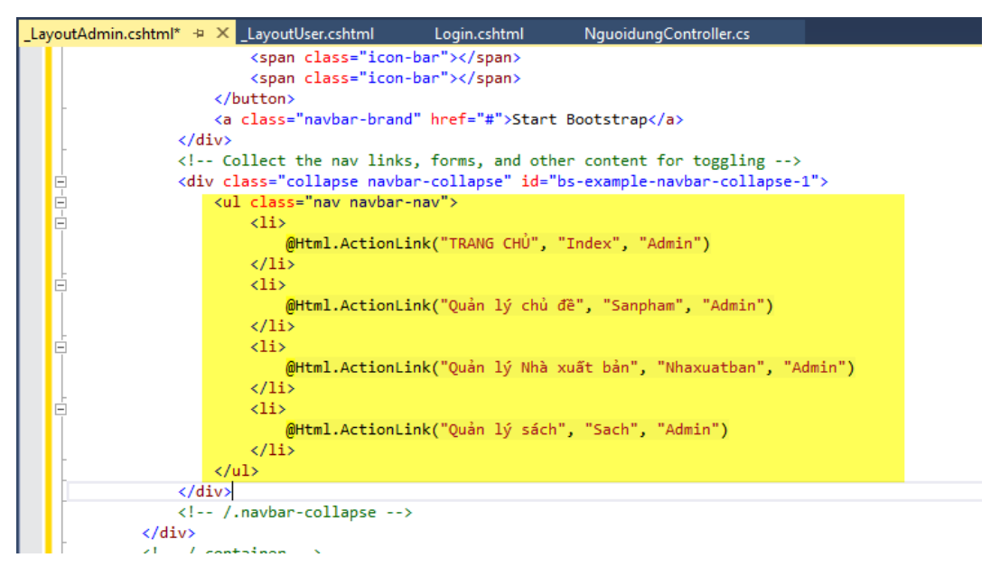 _LayoutAdmin.cshtml* _LayoutUser.cshtml Login.cshtml NguoidungController.cs
<span class="icon-bar"></span>
<span class="icon-bar"></span>
</button>
<a class="navbar-brand" href="#">Start Bootstrap</a>
</div>
<!-- Collect the nav links, forms, and other content for toggling -->
<div class="collapse navbar-collapse" id="bs-example-navbar-collapse-1">
<ul class="nav navbar-nav">
<li>
@Html.ActionLink("TRANG CHỦ", "Index", "Admin")
</li>
<li>
@Html.ActionLink("Quản lý chủ đề", "Sanpham", "Admin")
</li>
<li>
@Html.ActionLink("Quản lý Nhà xuất bản", "Nhaxuatban", "Admin")
</li>
<li>
@Html.ActionLink("Quản lý sách", "Sach", "Admin")
</li>
</ul>
</div>
<!-- /.navbar-collapse -->
</div>